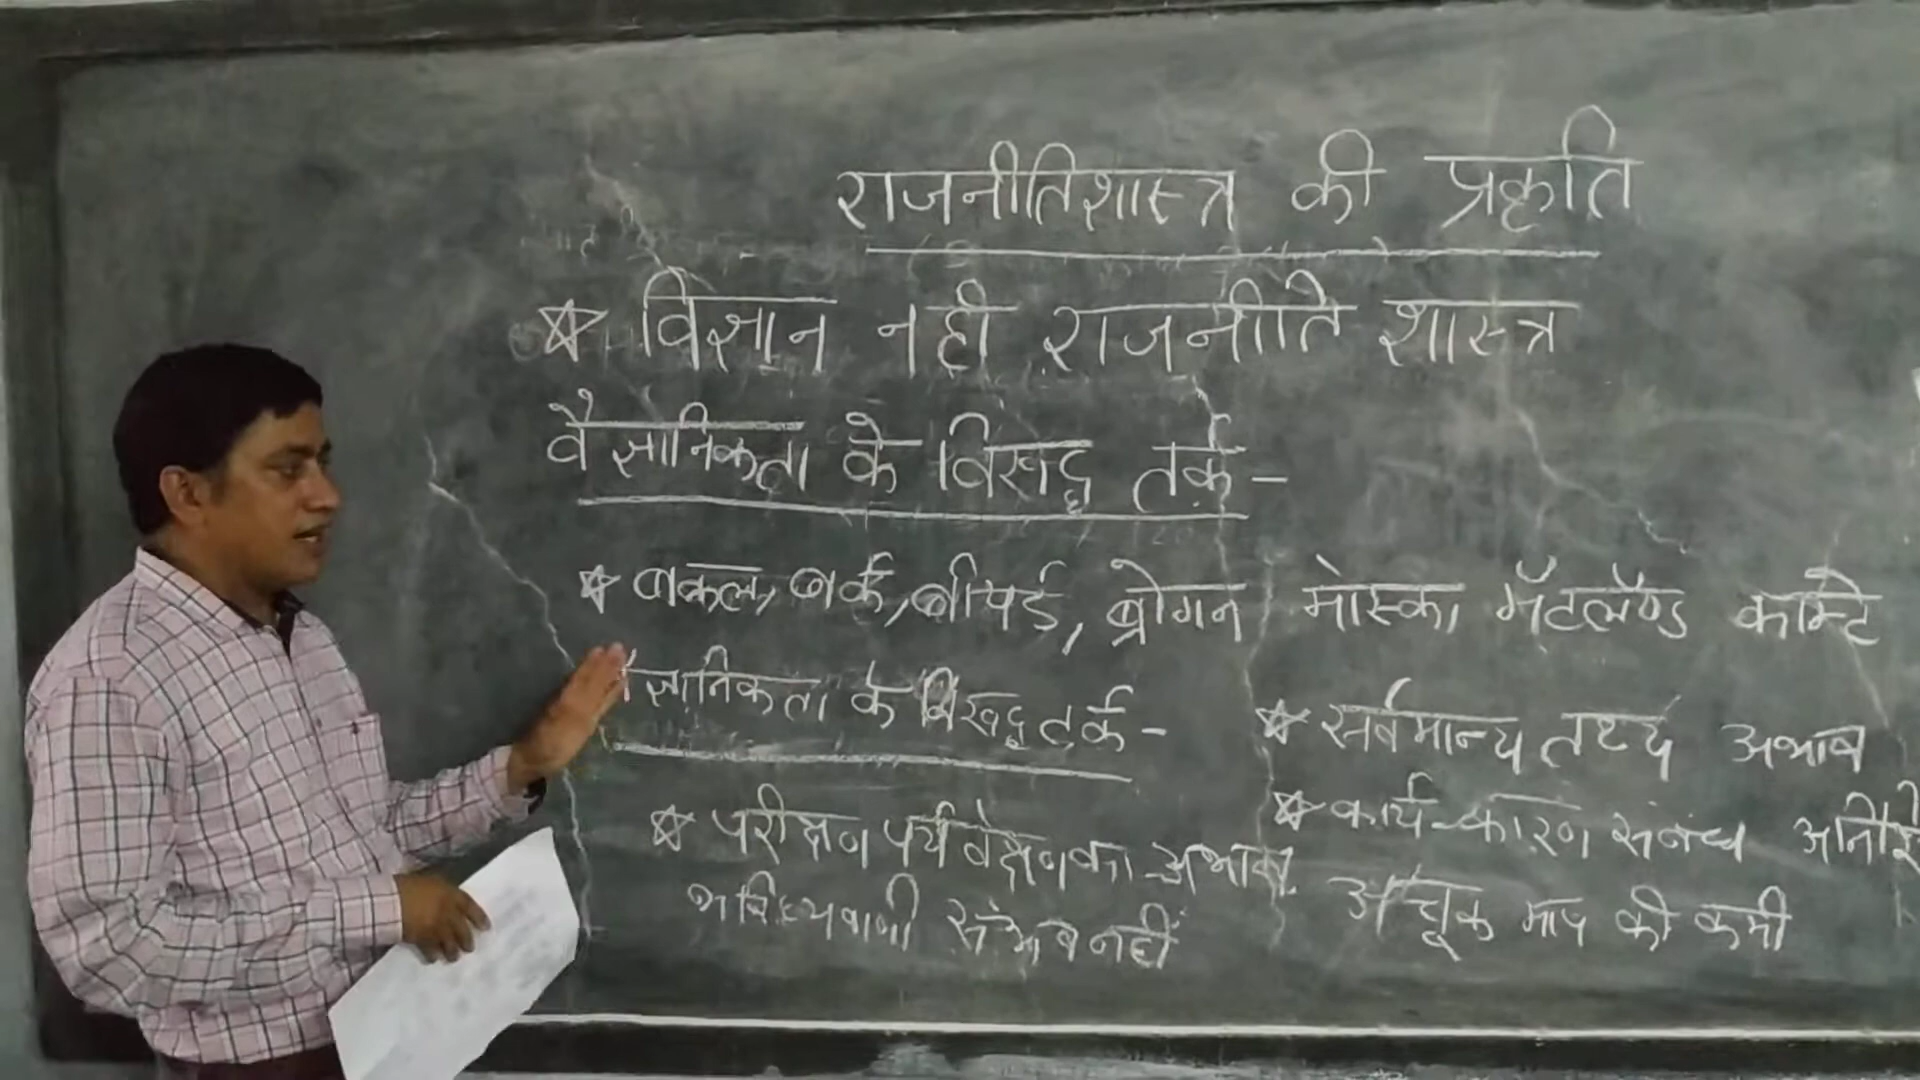 राजनीतिशास्त्र की प्रकृति
★ विज्ञान नही राजनीति शास्त्र
वैज्ञानिकता के विरूद्ध तर्क -
★ बकल, बर्क, बीयर्ड, ब्रोगन मोस्का मॅटलॅण्ड काम्टे
वैज्ञानिकता के विरूद्ध तर्क -
★ परीक्षण पर्यवेक्षण का अभाव
भविष्यवाणी संभव नहीं
★ सर्वमान्य तथ्य अभाव
★ कार्य-कारण संबंध
अचूक माप की कमी